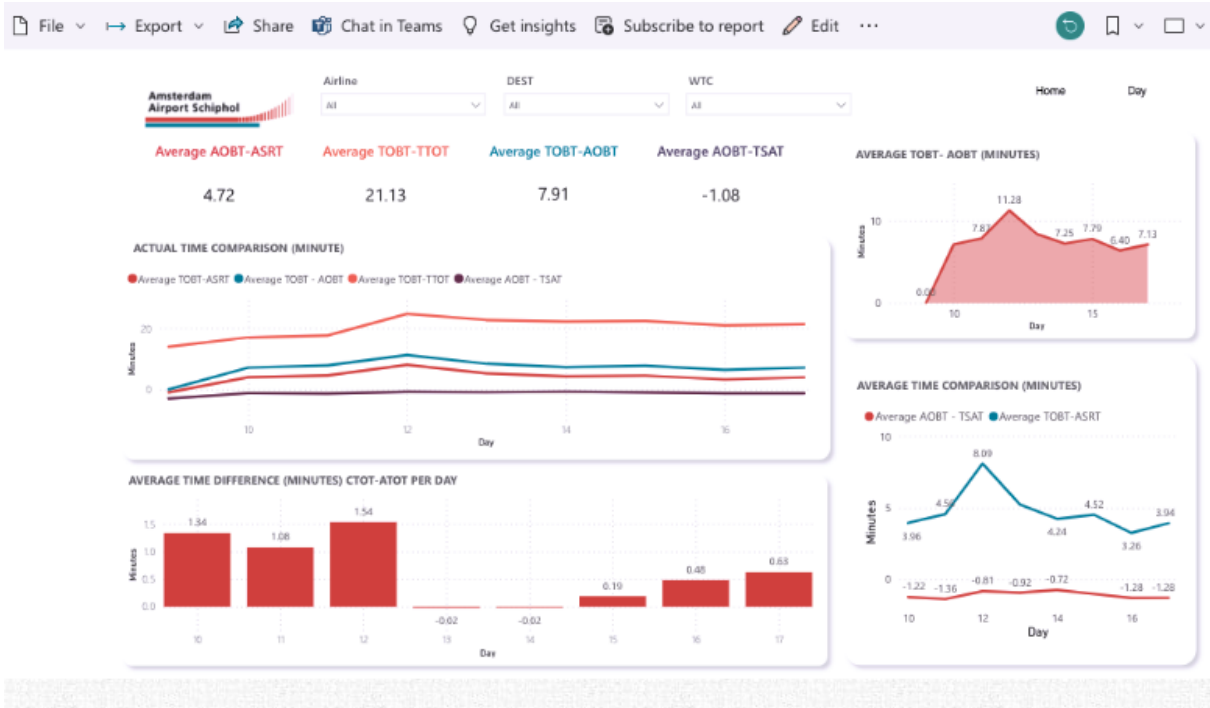 File Export Share Chat in Teams Get insights Subscribe to report Edit ...
Amsterdam
Airport Schiphol
Airline
All
DEST
All
WTC
All
Home Day
Average AOBT-ASRT Average TOBT-TTOT Average TOBT-AOBT Average AOBT-TSAT
4.72 21.13 7.91 -1.08
ACTUAL TIME COMPARISON (MINUTE)
Average TOBT-ASRT Average TOBT - AOBT Average TOBT-TTOT Average AOBT - TSAT
Minutes
20
0
10 12 14 16
Day
AVERAGE TIME DIFFERENCE (MINUTES) CTOT-ATOT PER DAY
Minutes
1.5
1.0
0.5
0.0
1.34 1.08 1.54 -0.02 -0.02 0.19 0.48 0.63
10 11 12 13 14 15 16 17
Day
AVERAGE TOBT- AOBT (MINUTES)
Minutes
10
0
7.87 11.28 7.25 7.79 6.40 7.13
10 15
Day
AVERAGE TIME COMPARISON (MINUTES)
Average AOBT - TSAT Average TOBT-ASRT
Minutes
10
5
0
3.96 8.09 4.24 4.52 3.26 3.94
-1.22 -1.36 -0.81 -0.92 -0.72 -1.28 -1.28
10 12 14 16
Day